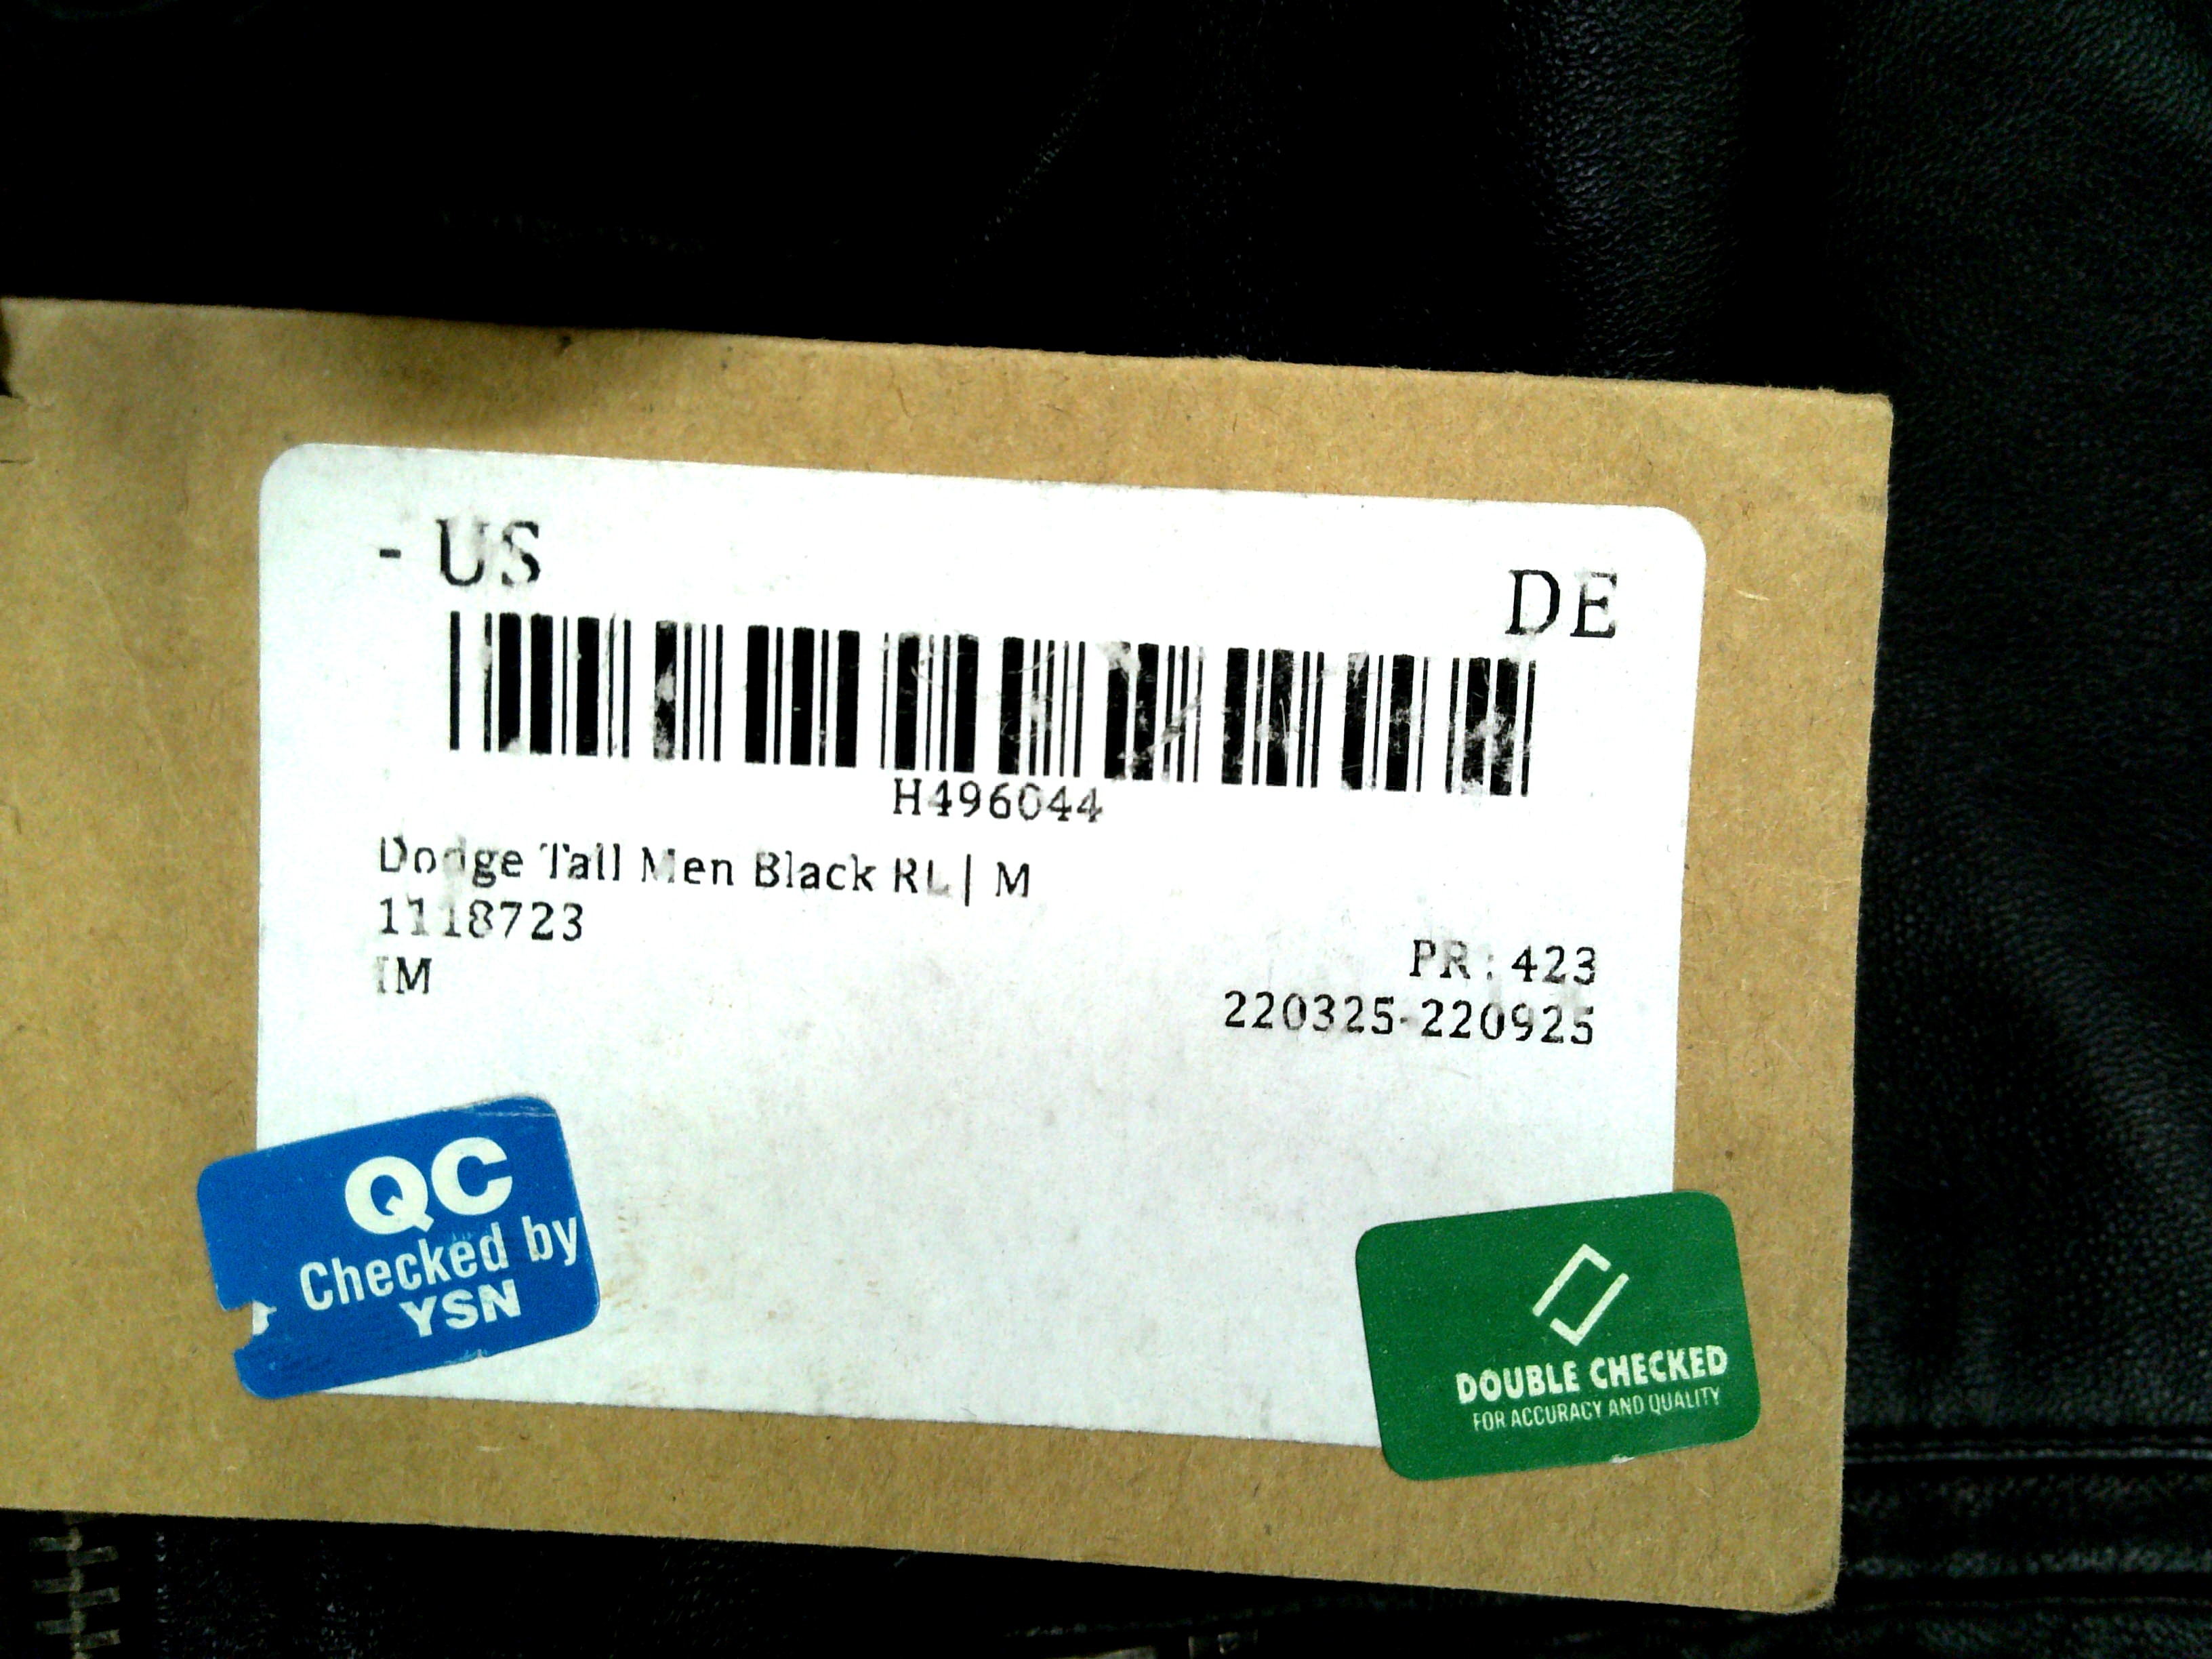 - US
DE
H496044
Dodge Tall Men Black RL | M
1118723
IM
PR: 423
220325-220925
QC
Checked by
YSN
DOUBLE CHECKED
FOR ACCURACY AND QUALITY